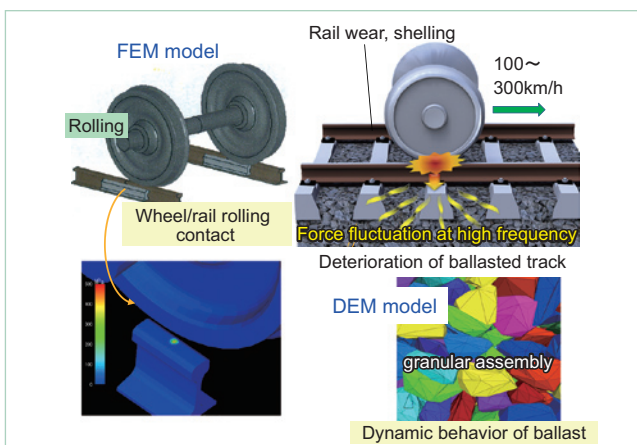 FEM model
Rolling
Wheel/rail rolling
contact
Rail wear, shelling
100～
300km/h
Force fluctuation at high frequency
Deterioration of ballasted track
DEM model
granular assembly
Dynamic behavior of ballast